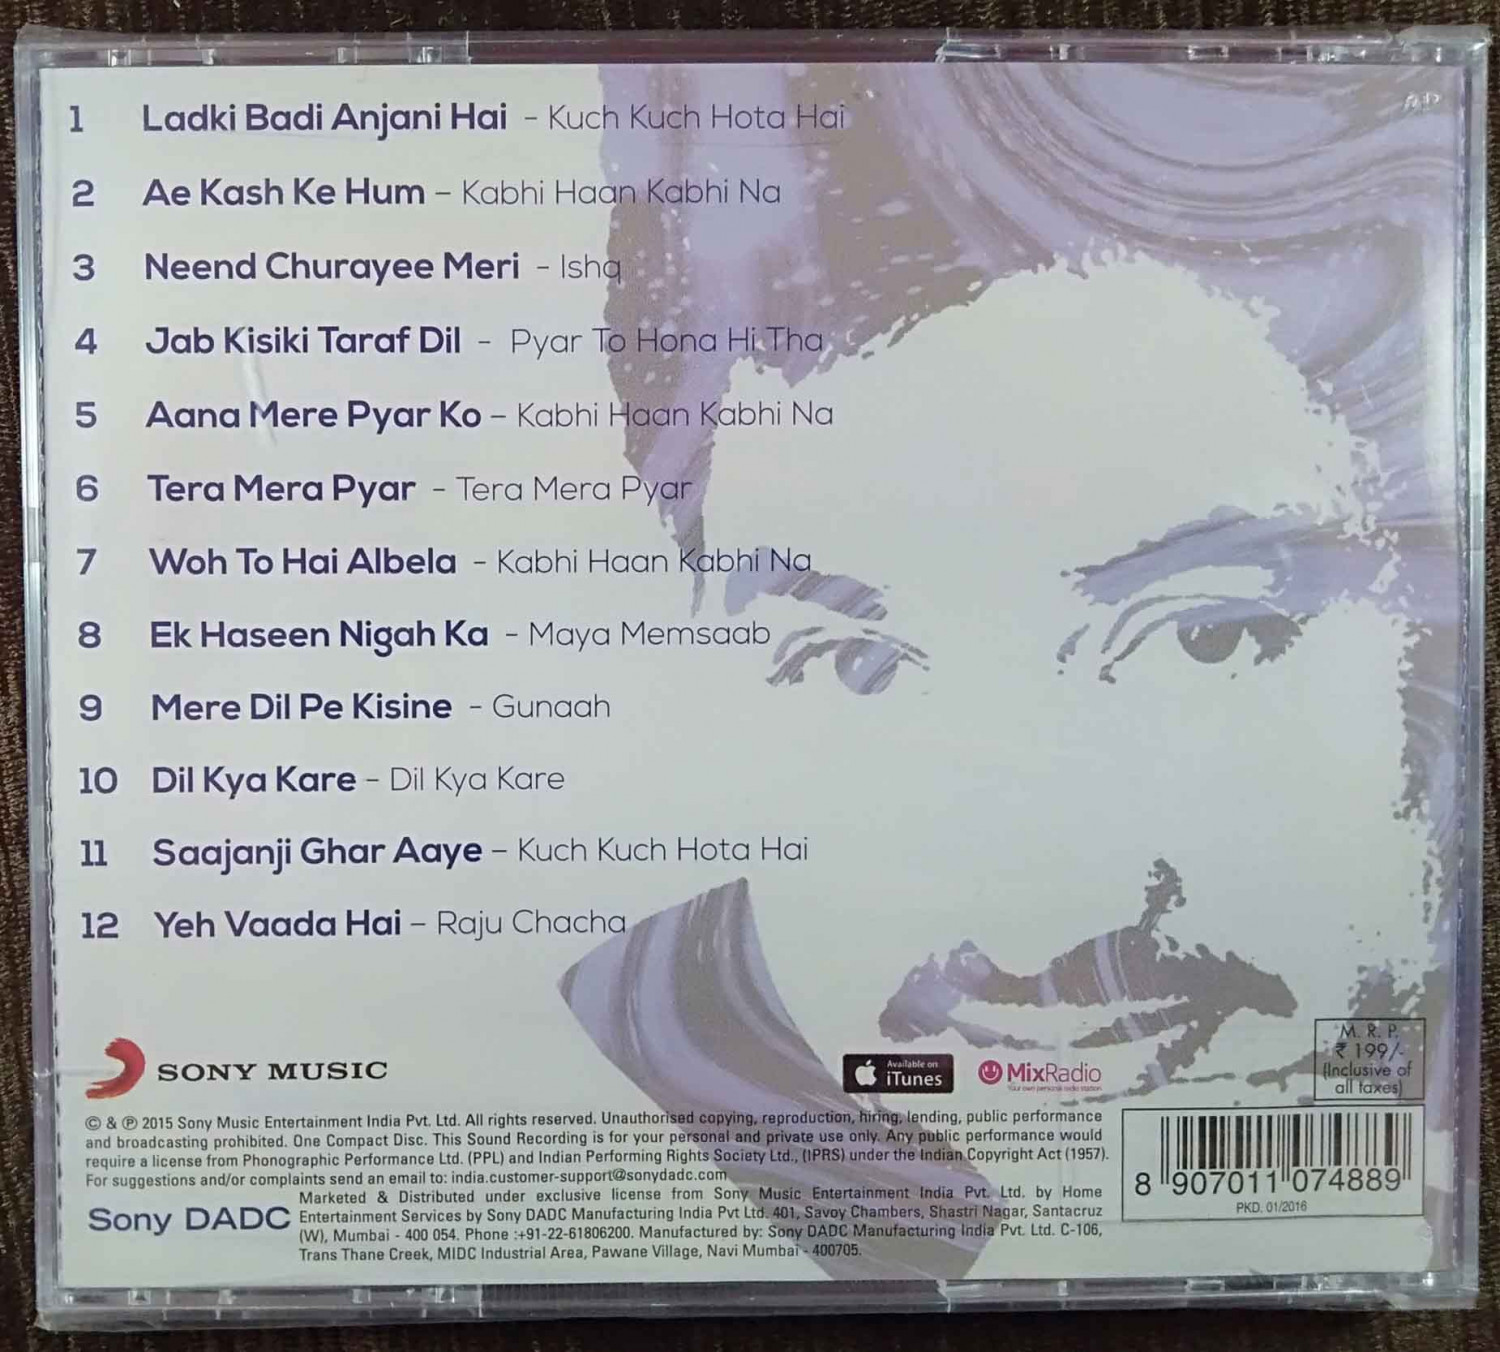 1 Ladki Badi Anjani Hai - Kuch Kuch Hota Hai
2 Ae Kash Ke Hum – Kabhi Haan Kabhi Na
3 Neend Churayee Meri - Ishq
4 Jab Kisiki Taraf Dil - Pyar To Hona Hi Tha
5 Aana Mere Pyar Ko – Kabhi Haan Kabhi Na
6 Tera Mera Pyar - Tera Mera Pyar
7 Woh To Hai Albela - Kabhi Haan Kabhi Na
8 Ek Haseen Nigah Ka - Maya Memsaab
9 Mere Dil Pe Kisine - Gunaah
10 Dil Kya Kare – Dil Kya Kare
11 Saajanji Ghar Aaye – Kuch Kuch Hota Hai
12 Yeh Vaada Hai – Raju Chacha
SONY MUSIC
Available on
iTunes
MixRadio
Your own personal radio station
M. R. P.
₹ 199/-
(Inclusive of
all taxes)
© & ℗ 2015 Sony Music Entertainment India Pvt. Ltd. All rights reserved. Unauthorised copying, reproduction, hiring, lending, public performance
and broadcasting prohibited. One Compact Disc. This Sound Recording is for your personal and private use only. Any public performance would
require a license from Phonographic Performance Ltd. (PPL) and Indian Performing Rights Society Ltd., (IPRS) under the Indian Copyright Act (1957).
For suggestions and/or complaints send an email to: india.customer-support@sonydadc.com
Sony DADC
Marketed & Distributed under exclusive license from Sony Music Entertainment India Pvt. Ltd. by Home
Entertainment Services by Sony DADC Manufacturing India Pvt Ltd. 401, Savoy Chambers, Shastri Nagar, Santacruz
(W), Mumbai - 400 054. Phone :+91-22-61806200. Manufactured by: Sony DADC Manufacturing India Pvt. Ltd. C-106,
Trans Thane Creek, MIDC Industrial Area, Pawane Village, Navi Mumbai - 400705.
8 907011 074889
PKD. 01/2016